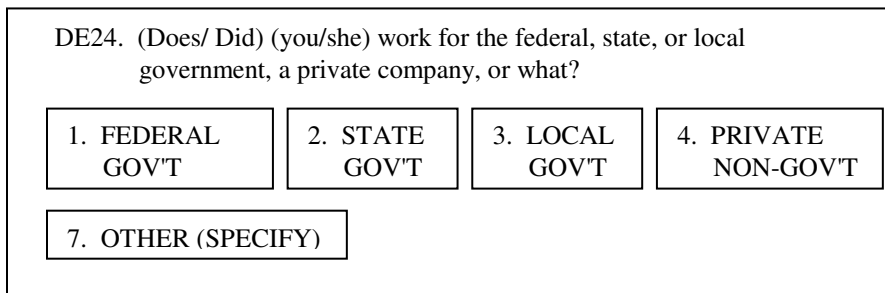 DE24. (Does/ Did) (you/she) work for the federal, state, or local
government, a private company, or what?
1. FEDERAL GOV'T
2. STATE GOV'T
3. LOCAL GOV'T
4. PRIVATE NON-GOV'T
7. OTHER (SPECIFY)